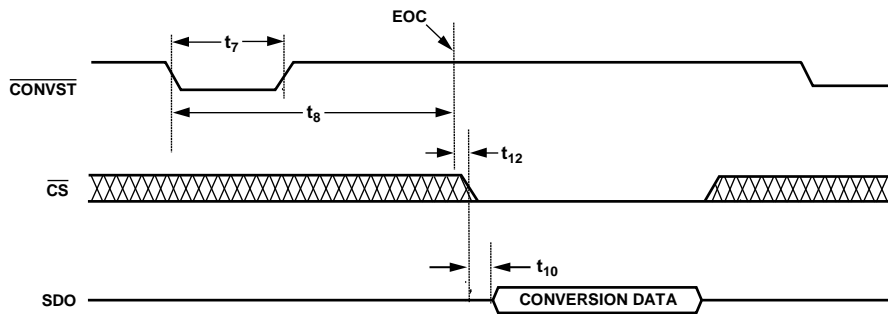 EOC
t7
CONVST
t8
t12
CS
t10
SDO
CONVERSION DATA